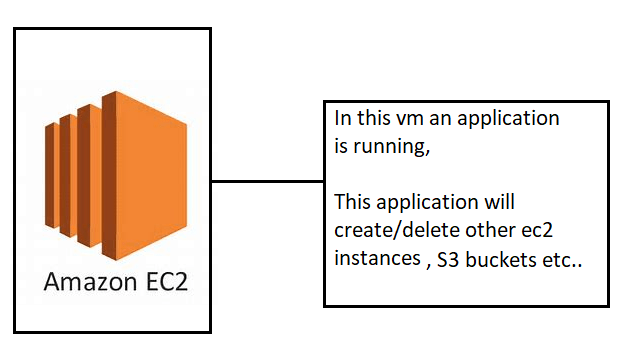 Amazon EC2
In this vm an application
is running,
This application will
create/delete other ec2
instances , S3 buckets etc..